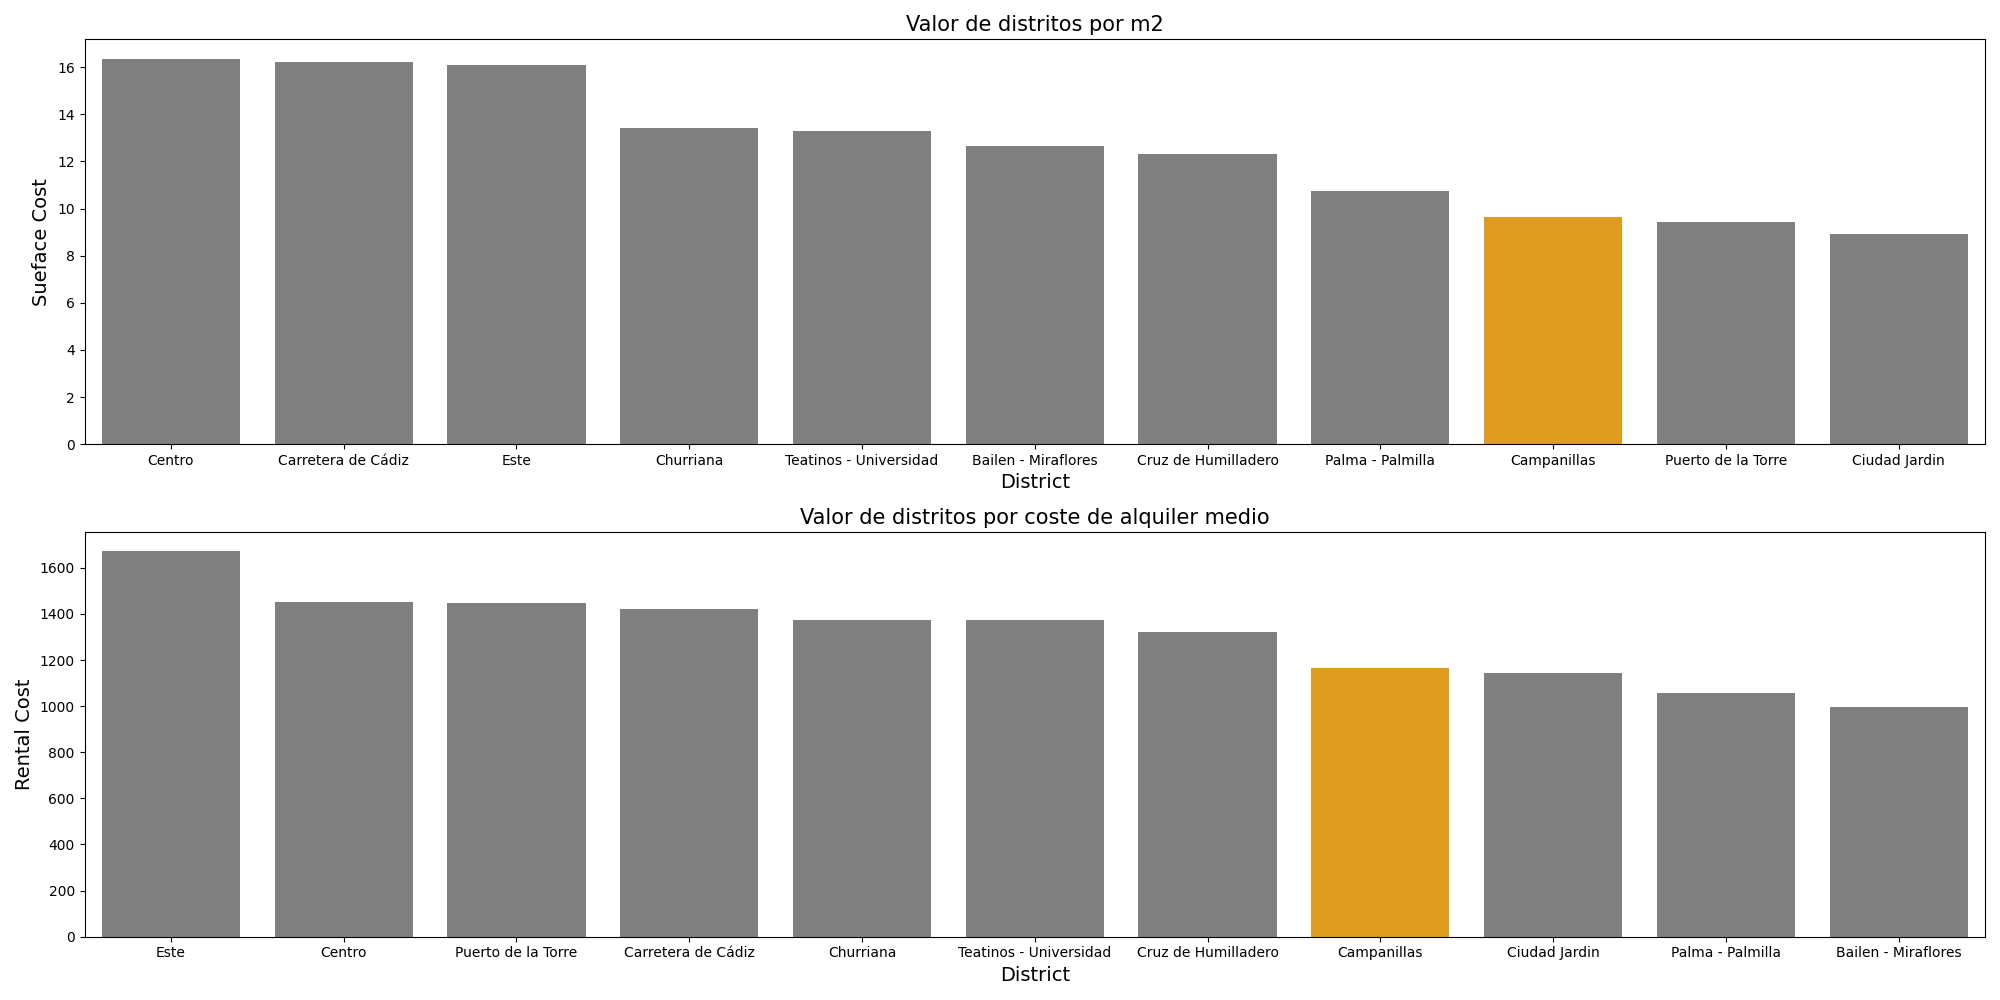 Valor de distritos por m2
16
14
12
10
8
6
4
2
0
Sueface Cost
Centro
Carretera de Cádiz
Este
Churriana
Teatinos - Universidad
Bailen - Miraflores
Cruz de Humilladero
Palma - Palmilla
Campanillas
Puerto de la Torre
Ciudad Jardin
District
Valor de distritos por coste de alquiler medio
1600
1400
1200
1000
800
600
400
200
0
Rental Cost
Este
Centro
Puerto de la Torre
Carretera de Cádiz
Churriana
Teatinos - Universidad
Cruz de Humilladero
Campanillas
Ciudad Jardin
Palma - Palmilla
Bailen - Miraflores
District